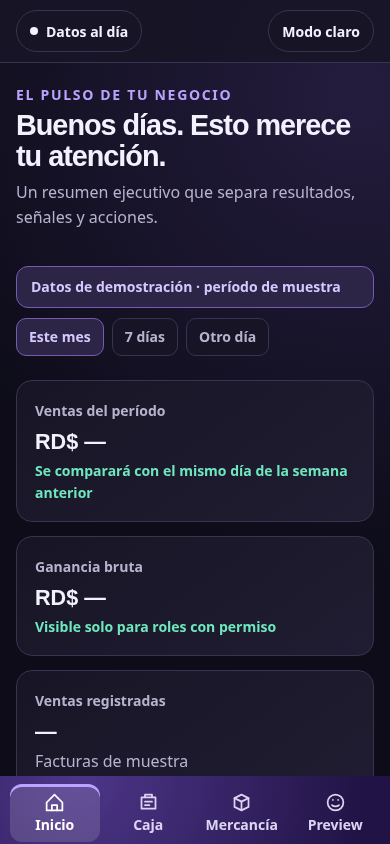 Datos al día
Modo claro
EL PULSO DE TU NEGOCIO
Buenos días. Esto merece
tu atención.
Un resumen ejecutivo que separa resultados,
señales y acciones.
Datos de demostración · período de muestra
Este mes
7 días
Otro día
Ventas del período
RD$ —
Se comparará con el mismo día de la semana
anterior
Ganancia bruta
RD$ —
Visible solo para roles con permiso
Ventas registradas
—
Facturas de muestra
Inicio
Caja
Mercancía
Preview